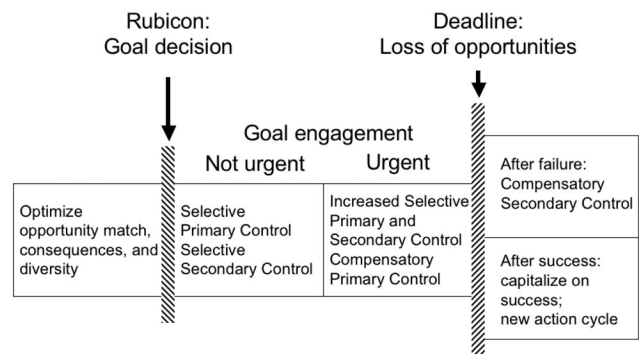 Rubicon:
Goal decision
Deadline:
Loss of opportunities
Goal engagement
Not urgent
Urgent
Optimize
opportunity match,
consequences, and
diversity
Selective
Primary Control
Selective
Secondary Control
Increased Selective
Primary and
Secondary Control
Compensatory
Primary Control
After failure:
Compensatory
Secondary Control
After success:
capitalize on
success;
new action cycle